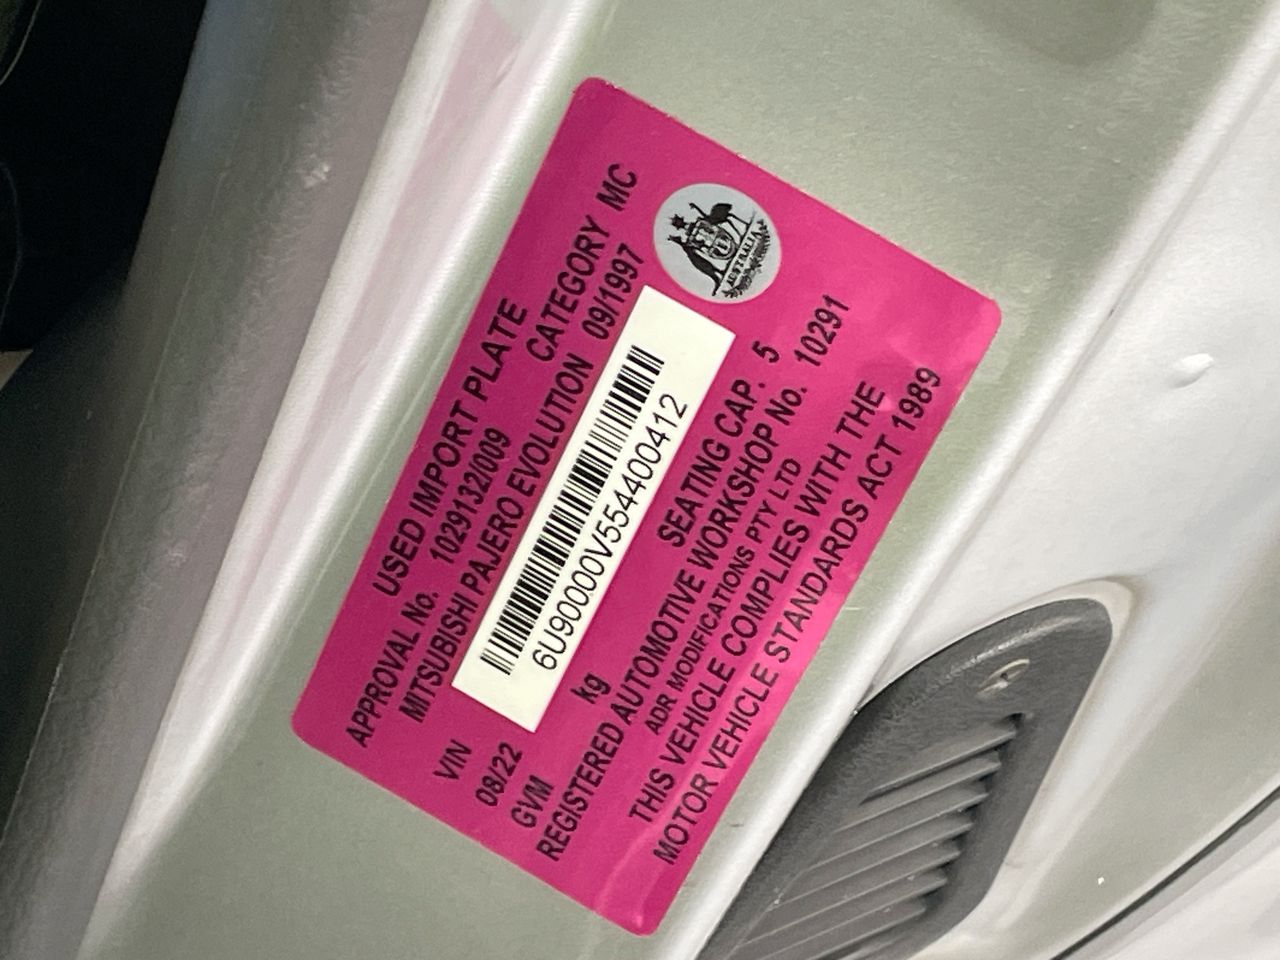 USED IMPORT PLATE
APPROVAL No. 1029132/009 CATEGORY MC
MITSUBISHI PAJERO EVOLUTION 09/1997
VIN 6U90000V554400412
08/22
GVM kg SEATING CAP. 5
REGISTERED AUTOMOTIVE WORKSHOP No. 10291
ADR MODIFICATIONS PTY LTD
THIS VEHICLE COMPLIES WITH THE
MOTOR VEHICLE STANDARDS ACT 1989
AUSTRALIA